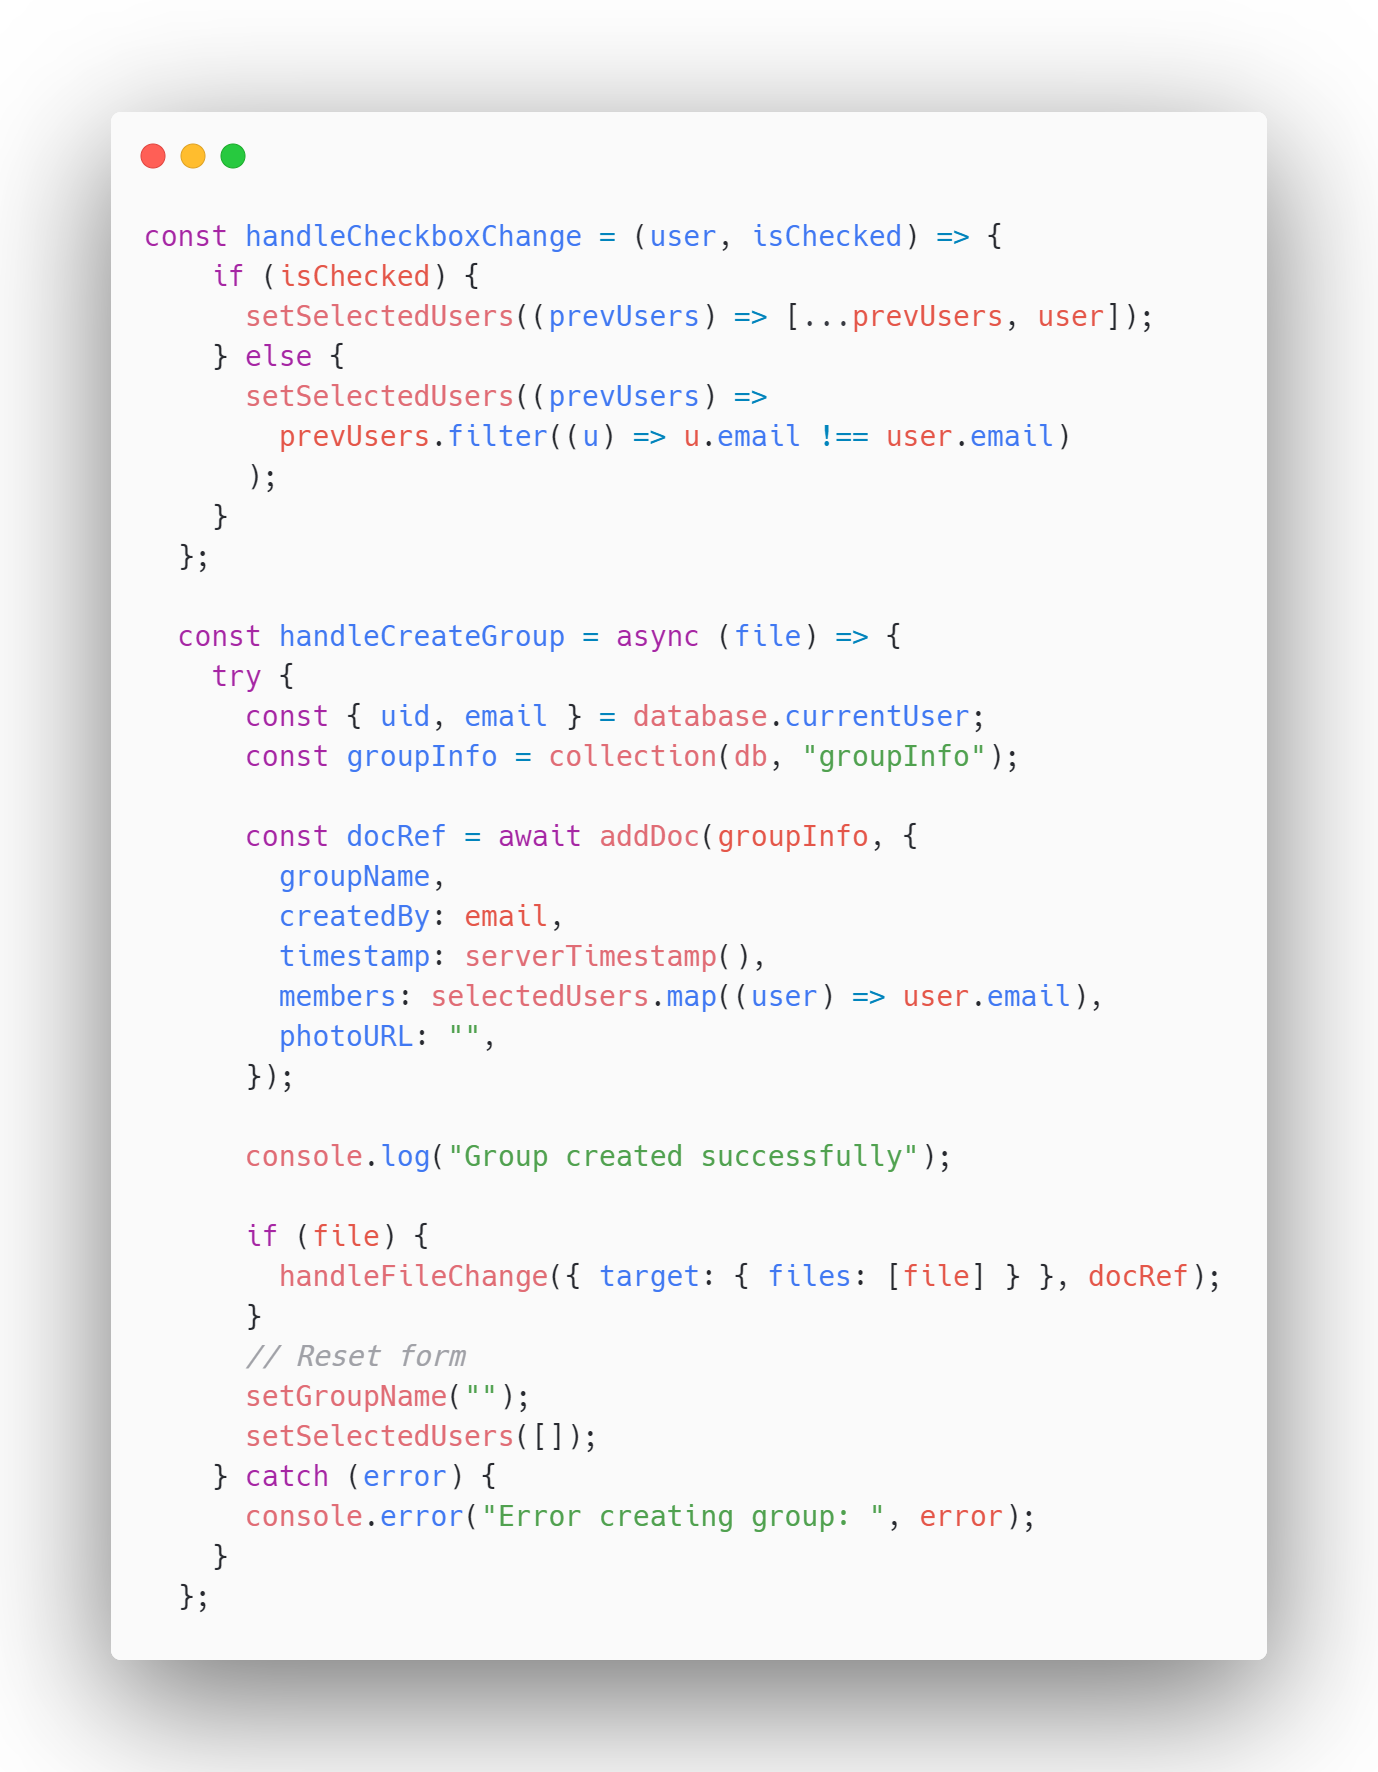 const handleCheckboxChange = (user, isChecked) => {
    if (isChecked) {
      setSelectedUsers((prevUsers) => [...prevUsers, user]);
    } else {
      setSelectedUsers((prevUsers) =>
        prevUsers.filter((u) => u.email !== user.email)
      );
    }
  };

  const handleCreateGroup = async (file) => {
    try {
      const { uid, email } = database.currentUser;
      const groupInfo = collection(db, "groupInfo");

      const docRef = await addDoc(groupInfo, {
        groupName,
        createdBy: email,
        timestamp: serverTimestamp(),
        members: selectedUsers.map((user) => user.email),
        photoURL: "",
      });

      console.log("Group created successfully");

      if (file) {
        handleFileChange({ target: { files: [file] } }, docRef);
      }
      // Reset form
      setGroupName("");
      setSelectedUsers([]);
    } catch (error) {
      console.error("Error creating group: ", error);
    }
  };